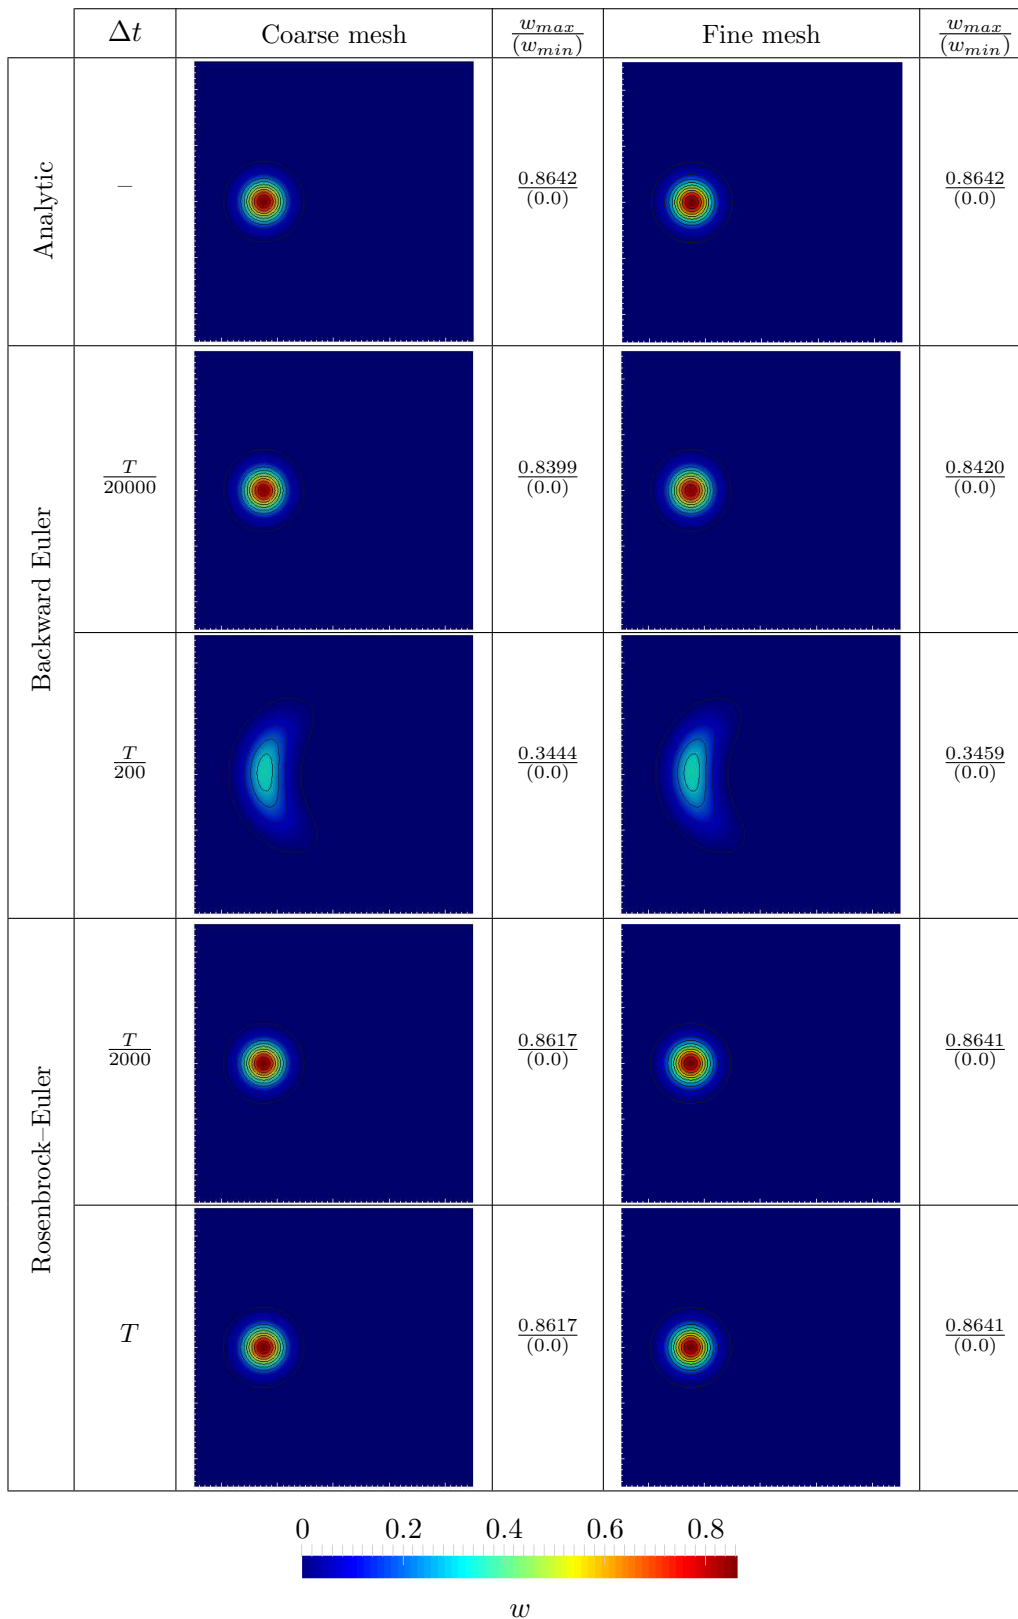 Δt Coarse mesh w_max/(w_min) Fine mesh w_max/(w_min)
Analytic
– 0.8642/(0.0) 0.8642/(0.0)
Backward Euler
T/20000 0.8399/(0.0) 0.8420/(0.0)
T/200 0.3444/(0.0) 0.3459/(0.0)
Rosenbrock–Euler
T/2000 0.8617/(0.0) 0.8641/(0.0)
T 0.8617/(0.0) 0.8641/(0.0)
0 0.2 0.4 0.6 0.8
w